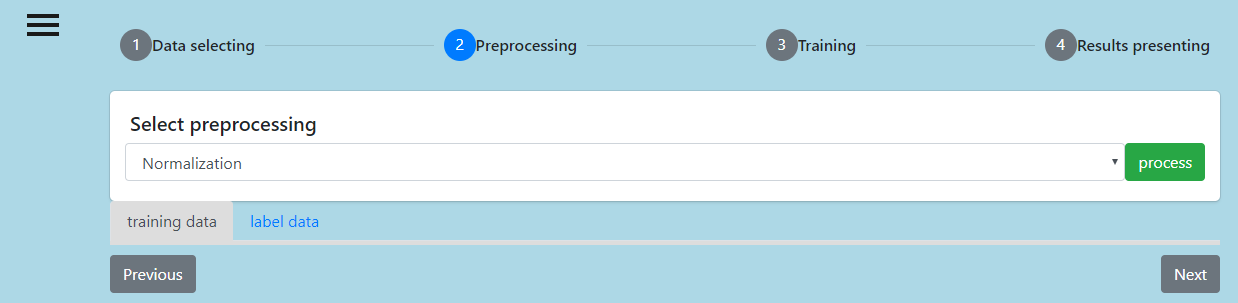 1 Data selecting 2 Preprocessing 3 Training 4 Results presenting
Select preprocessing
Normalization process
training data label data
Previous Next